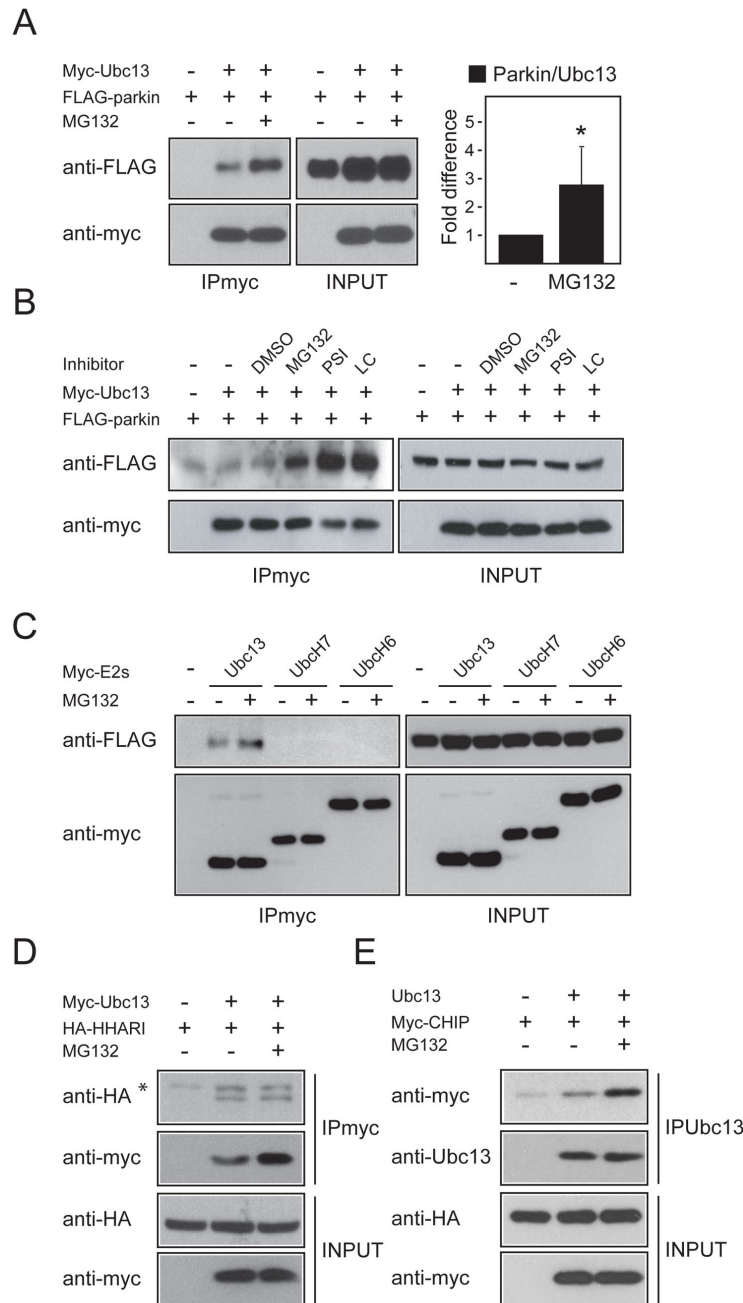 A
Myc-Ubc13 - + + - + +
FLAG-parkin + + + + + +
MG132 - - + - - +
anti-FLAG
anti-myc
IPmyc INPUT
Parkin/Ubc13
Fold difference
5
4
3
2
1
*
- MG132
B
Inhibitor - - DMSO MG132 PSI LC - - DMSO MG132 PSI LC
Myc-Ubc13 - + + + + + - + + + + +
FLAG-parkin + + + + + + + + + + + +
anti-FLAG
anti-myc
IPmyc INPUT
C
Myc-E2s - Ubc13 UbcH7 UbcH6 - Ubc13 UbcH7 UbcH6
MG132 - - + - + - + - - + - + - +
anti-FLAG
anti-myc
IPmyc INPUT
D
Myc-Ubc13 - + +
HA-HHARI + + +
MG132 - - +
anti-HA *
anti-myc
IPmyc
anti-HA
anti-myc
INPUT
E
Ubc13 - + +
Myc-CHIP + + +
MG132 - - +
anti-myc
anti-Ubc13
IPUbc13
anti-HA
anti-myc
INPUT